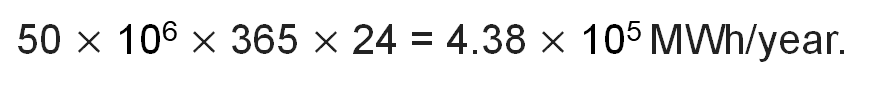 50 × 10⁶ × 365 × 24 = 4.38 × 10⁵ MWh/year.